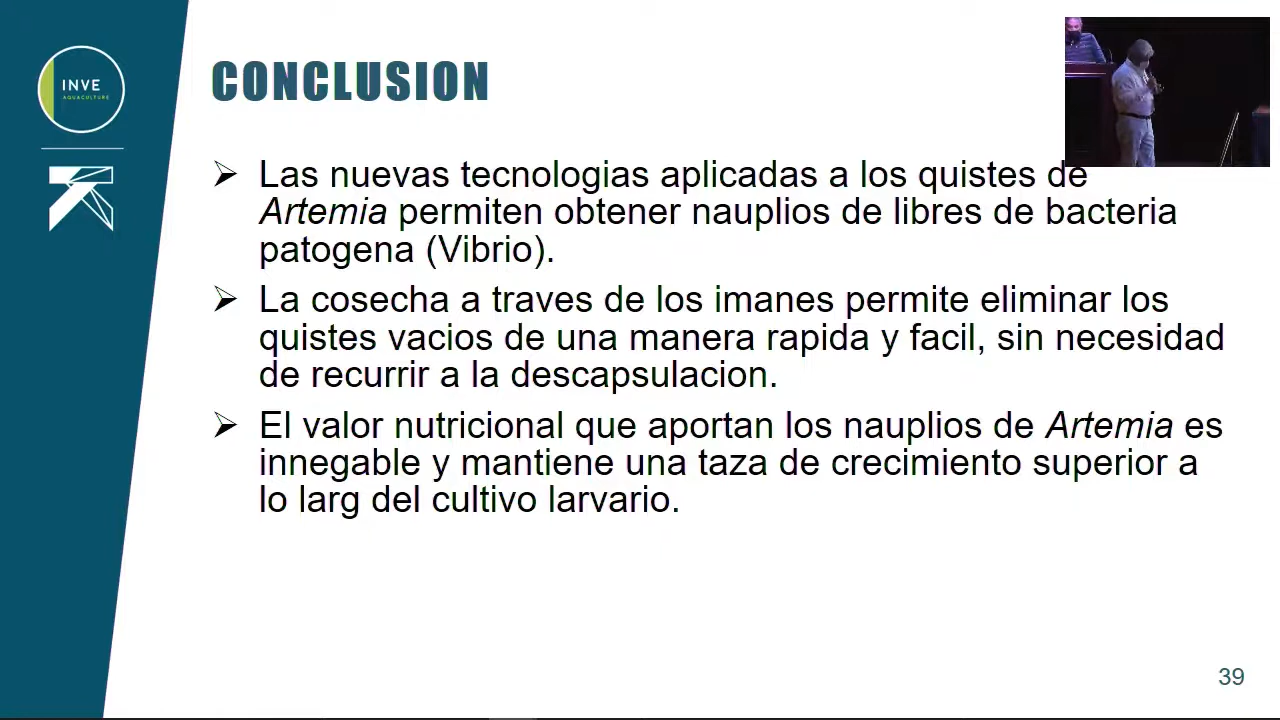 INVE
AQUACULTURE
CONCLUSION
Las nuevas tecnologias aplicadas a los quistes de
Artemia permiten obtener nauplios de libres de bacteria
patogena (Vibrio).
La cosecha a traves de los imanes permite eliminar los
quistes vacios de una manera rapida y facil, sin necesidad
de recurrir a la descapsulacion.
El valor nutricional que aportan los nauplios de Artemia es
innegable y mantiene una taza de crecimiento superior a
lo larg del cultivo larvario.
39